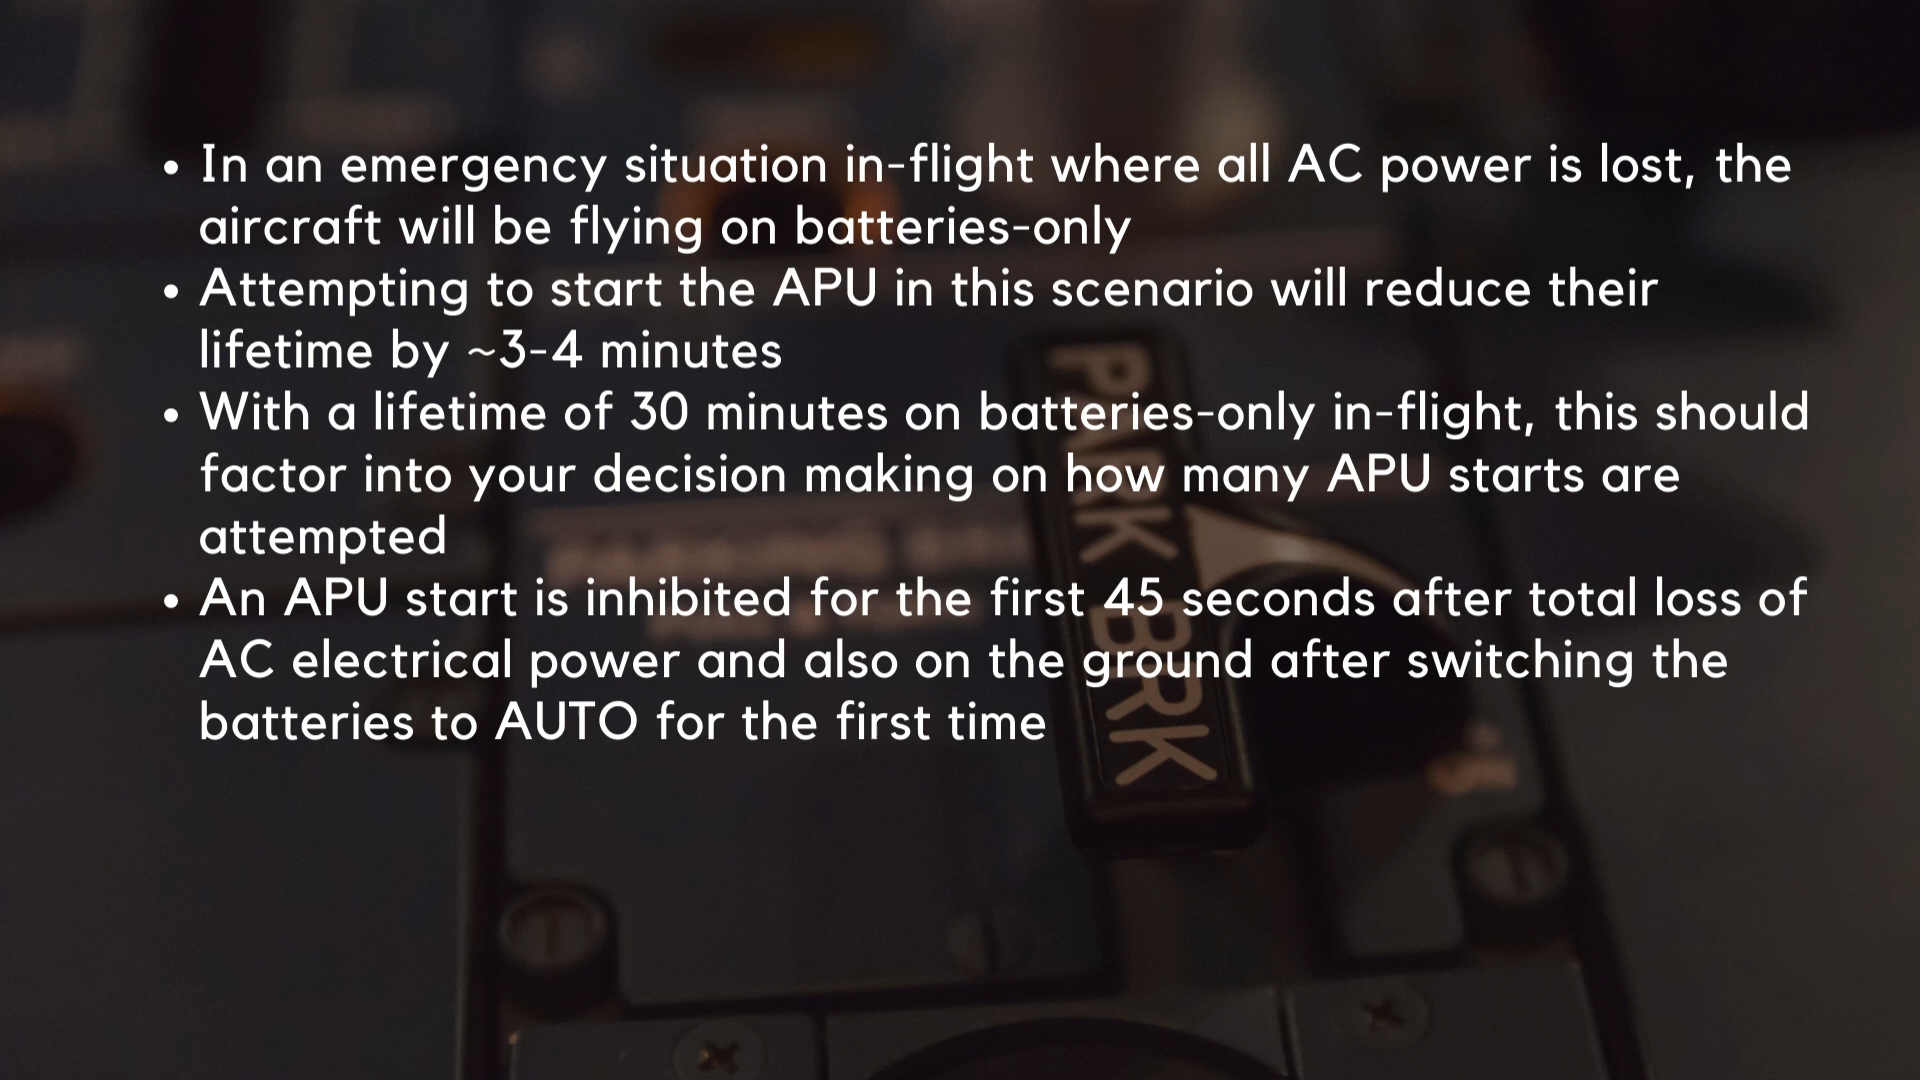 • In an emergency situation in-flight where all AC power is lost, the
aircraft will be flying on batteries-only
• Attempting to start the APU in this scenario will reduce their
lifetime by ~3-4 minutes
• With a lifetime of 30 minutes on batteries-only in-flight, this should
factor into your decision making on how many APU starts are
attempted
• An APU start is inhibited for the first 45 seconds after total loss of
AC electrical power and also on the ground after switching the
batteries to AUTO for the first time
PARK BRK